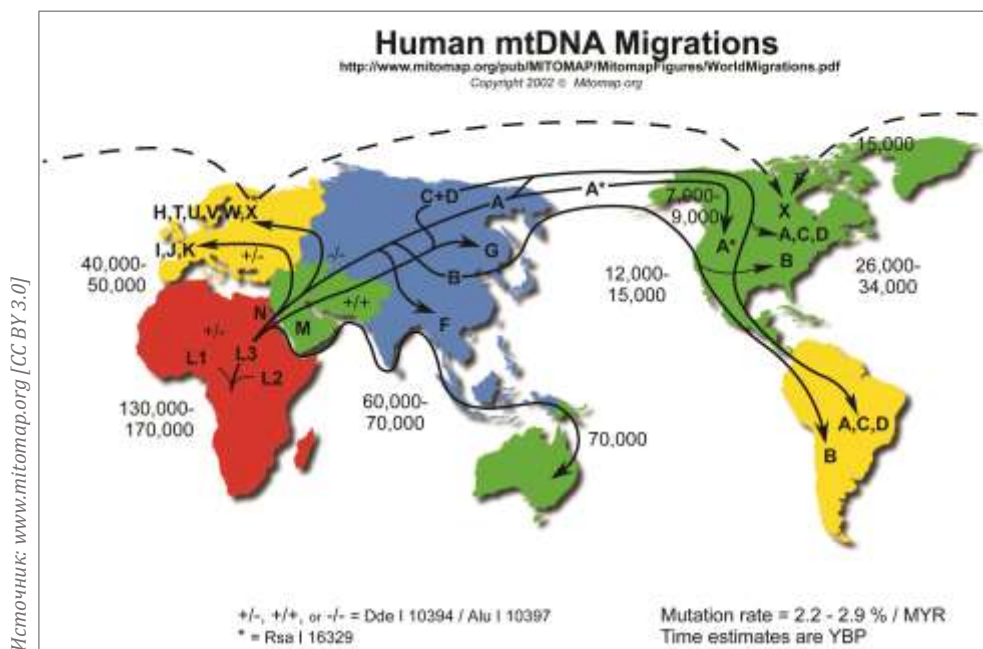 Human mtDNA Migrations
http://www.mitomap.org/pub/MITOMAP/MitomapFigures/WorldMigrations.pdf
Copyright 2002 © Mitomap.org
15,000
C+D
A
A*
7,000-
9,000
H,T,U,V,W,X
X
I,J,K
+/-
-/-
G
A*
A,C,D
B
B
40,000-
50,000
12,000-
15,000
26,000-
34,000
N
M
+/+
F
+/-
L1
L3
L2
130,000-
170,000
60,000-
70,000
70,000
A,C,D
B
+/-, +/+, or -/- = Dde I 10394 / Alu I 10397
* = Rsa I 16329
Mutation rate = 2.2 - 2.9 % / MYR
Time estimates are YBP
Источник: www.mitomap.org [CC BY 3.0]